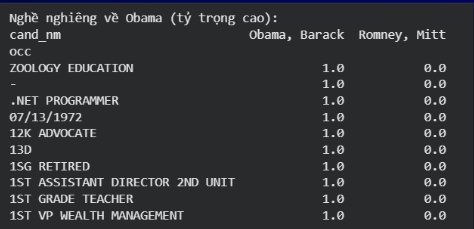 Nghề nghiêng về Obama (tỷ trọng cao):
cand_nm Obama, Barack Romney, Mitt
occ
ZOOLOGY EDUCATION 1.0 0.0
- 1.0 0.0
.NET PROGRAMMER 1.0 0.0
07/13/1972 1.0 0.0
12K ADVOCATE 1.0 0.0
13D 1.0 0.0
1SG RETIRED 1.0 0.0
1ST ASSISTANT DIRECTOR 2ND UNIT 1.0 0.0
1ST GRADE TEACHER 1.0 0.0
1ST VP WEALTH MANAGEMENT 1.0 0.0